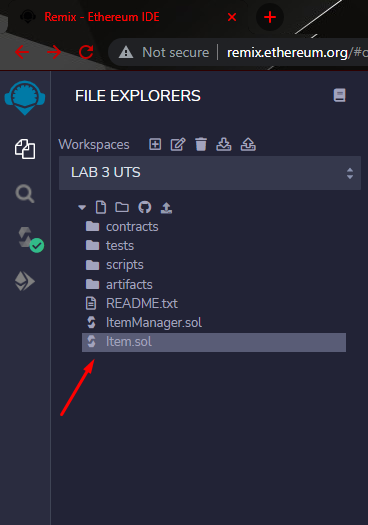 Remix - Ethereum IDE
Not secure
remix.ethereum.org/#
FILE EXPLORERS
Workspaces
LAB 3 UTS
contracts
tests
scripts
artifacts
README.txt
ItemManager.sol
Item.sol